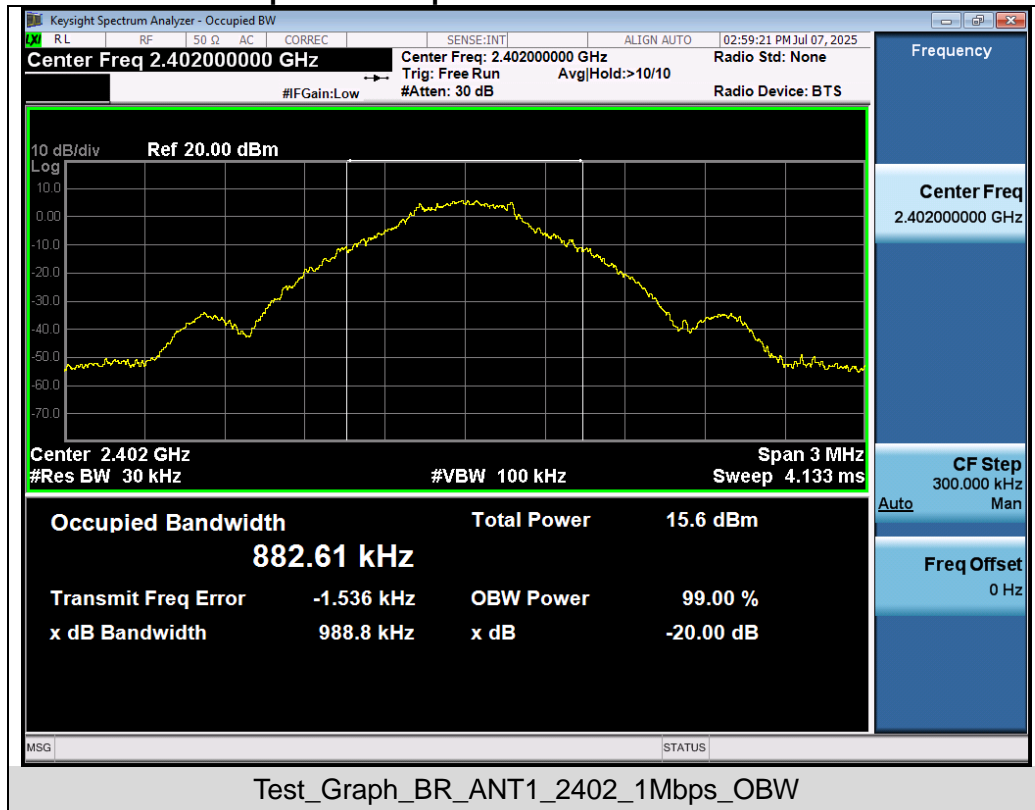 Keysight Spectrum Analyzer - Occupied BW
LXI RL RF 50 Ω AC CORREC SENSE:INT ALIGN AUTO 02:59:21 PM Jul 07, 2025
Center Freq 2.402000000 GHz
Center Freq: 2.402000000 GHz
Radio Std: None
Trig: Free Run Avg|Hold:>10/10
#IFGain:Low
#Atten: 30 dB
Radio Device: BTS
10 dB/div Ref 20.00 dBm
Log
10.0
0.00
-10.0
-20.0
-30.0
-40.0
-50.0
-60.0
-70.0
Center 2.402 GHz Span 3 MHz
#Res BW 30 kHz #VBW 100 kHz Sweep 4.133 ms
Occupied Bandwidth Total Power 15.6 dBm
882.61 kHz
Transmit Freq Error -1.536 kHz OBW Power 99.00 %
x dB Bandwidth 988.8 kHz x dB -20.00 dB
MSG STATUS
Frequency
Center Freq
2.402000000 GHz
CF Step
300.000 kHz
Auto Man
Freq Offset
0 Hz
Test_Graph_BR_ANT1_2402_1Mbps_OBW